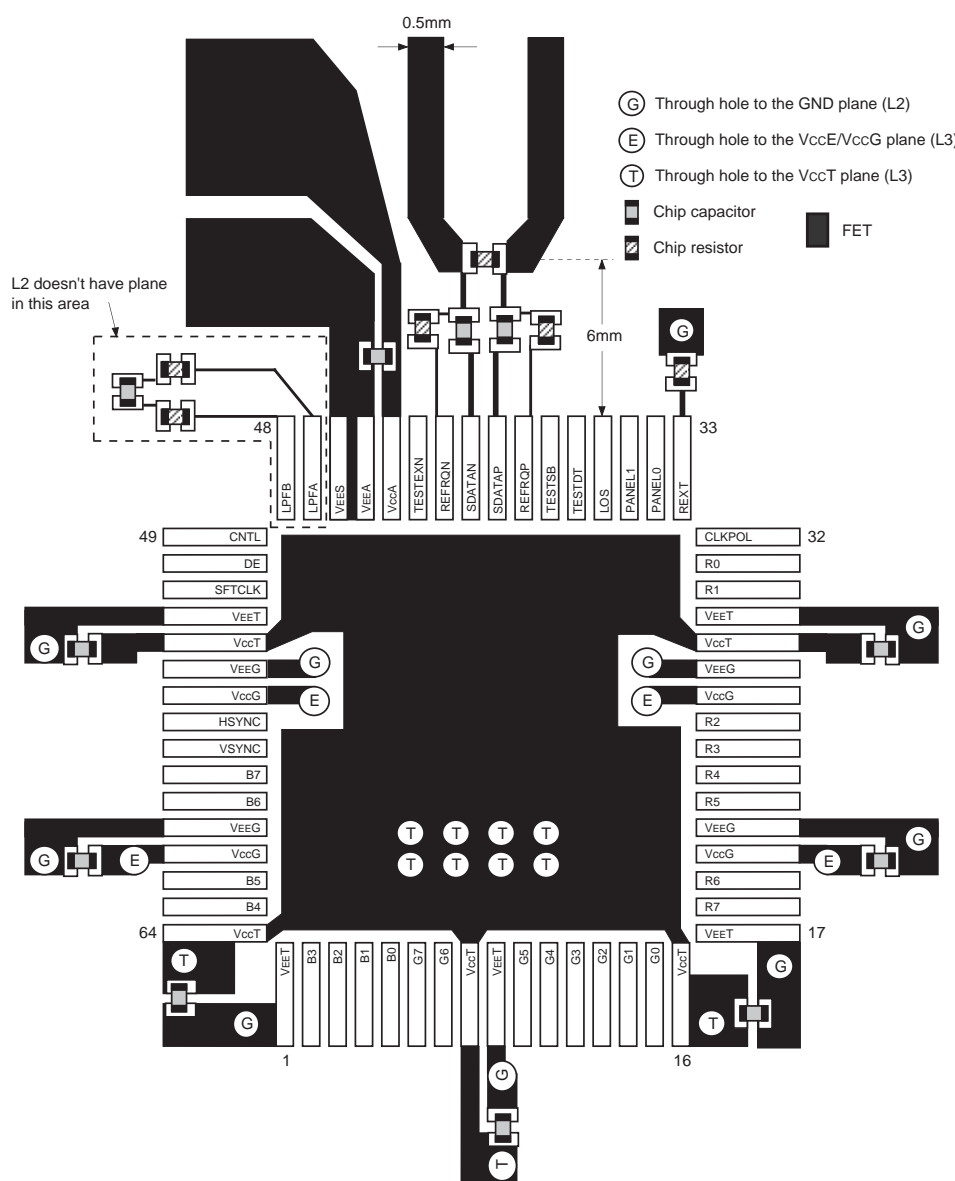 0.5mm
G Through hole to the GND plane (L2)
E Through hole to the VCCE/VCCG plane (L3)
T Through hole to the VCCT plane (L3)
Chip capacitor
FET
Chip resistor
L2 doesn't have plane
in this area
6mm
G
48
33
LPFB
LPFA
VEES
VEEA
VccA
TESTEXN
REFRQN
SDATAN
SDATAP
REFRQP
TESTSB
TESTDT
LOS
PANEL1
PANEL0
REXT
49
CNTL
DE
SFTCLK
VEET
VccT
VEEG
VccG
HSYNC
VSYNC
B7
B6
VEEG
VccG
B5
B4
VccT
64
G
G
E
G
E
CLKPOL
32
R0
R1
VEET
VccT
VEEG
VccG
R2
R3
R4
R5
VEEG
VccG
R6
R7
VEET
17
G
G
E
G
E
T T T T
T T T T
T
G
G
T
VEET
B3
B2
B1
B0
G7
G6
VccT
VEET
G5
G4
G3
G2
G1
G0
VccT
1
16
G
T